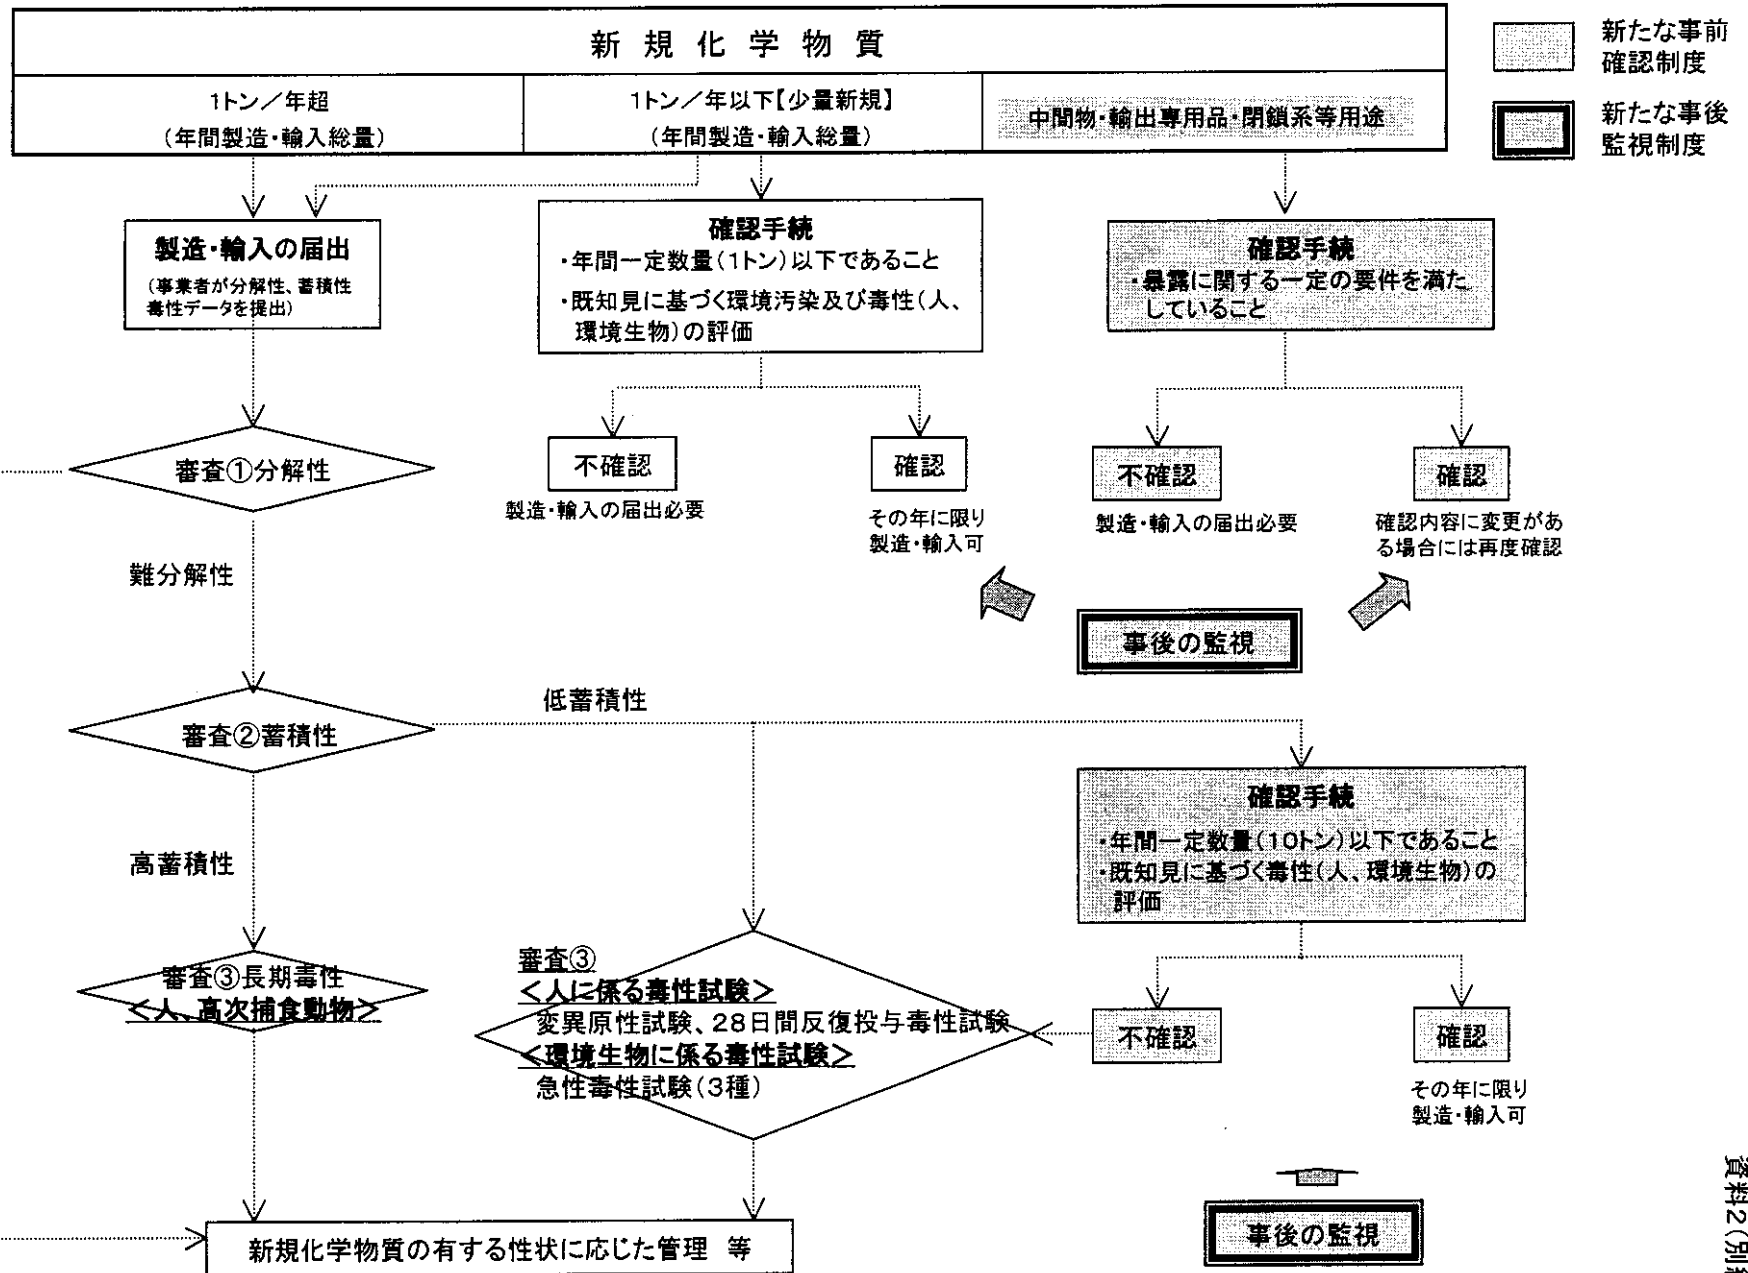 新規化学物質
1トン／年超
(年間製造・輸入総量)
1トン／年以下【少量新規】
(年間製造・輸入総量)
中間物・輸出専用品・閉鎖系等用途
新たな事前
確認制度
新たな事後
監視制度
製造・輸入の届出
(事業者が分解性、蓄積性
毒性データを提出)
確認手続
・年間一定数量(1トン)以下であること
・既知見に基づく環境汚染及び毒性(人、
環境生物)の評価
確認手続
・暴露に関する一定の要件を満た
していること
不確認
製造・輸入の届出必要
確認
その年に限り
製造・輸入可
不確認
製造・輸入の届出必要
確認
確認内容に変更があ
る場合には再度確認
審査①分解性
難分解性
事後の監視
審査②蓄積性
低蓄積性
高蓄積性
確認手続
・年間一定数量(10トン)以下であること
・既知見に基づく毒性(人、環境生物)の
評価
審査③長期毒性
<人、高次捕食動物>
審査③
<人に係る毒性試験>
変異原性試験、28日間反復投与毒性試験
<環境生物に係る毒性試験>
急性毒性試験(3種)
不確認
確認
その年に限り
製造・輸入可
事後の監視
新規化学物質の有する性状に応じた管理 等
資料2(別